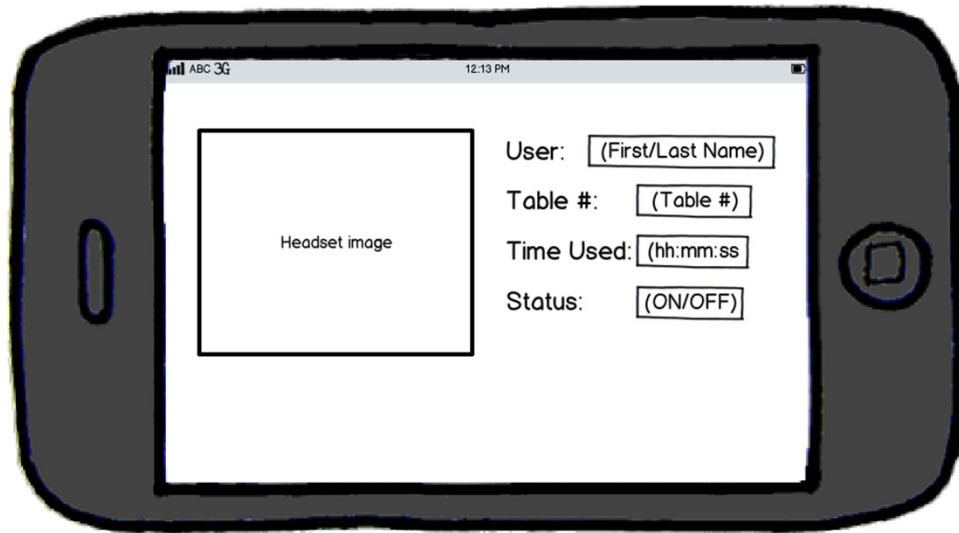 ABC 3G 12:13 PM
Headset image
User: (First/Last Name)
Table #: (Table #)
Time Used: (hh:mm:ss
Status: (ON/OFF)